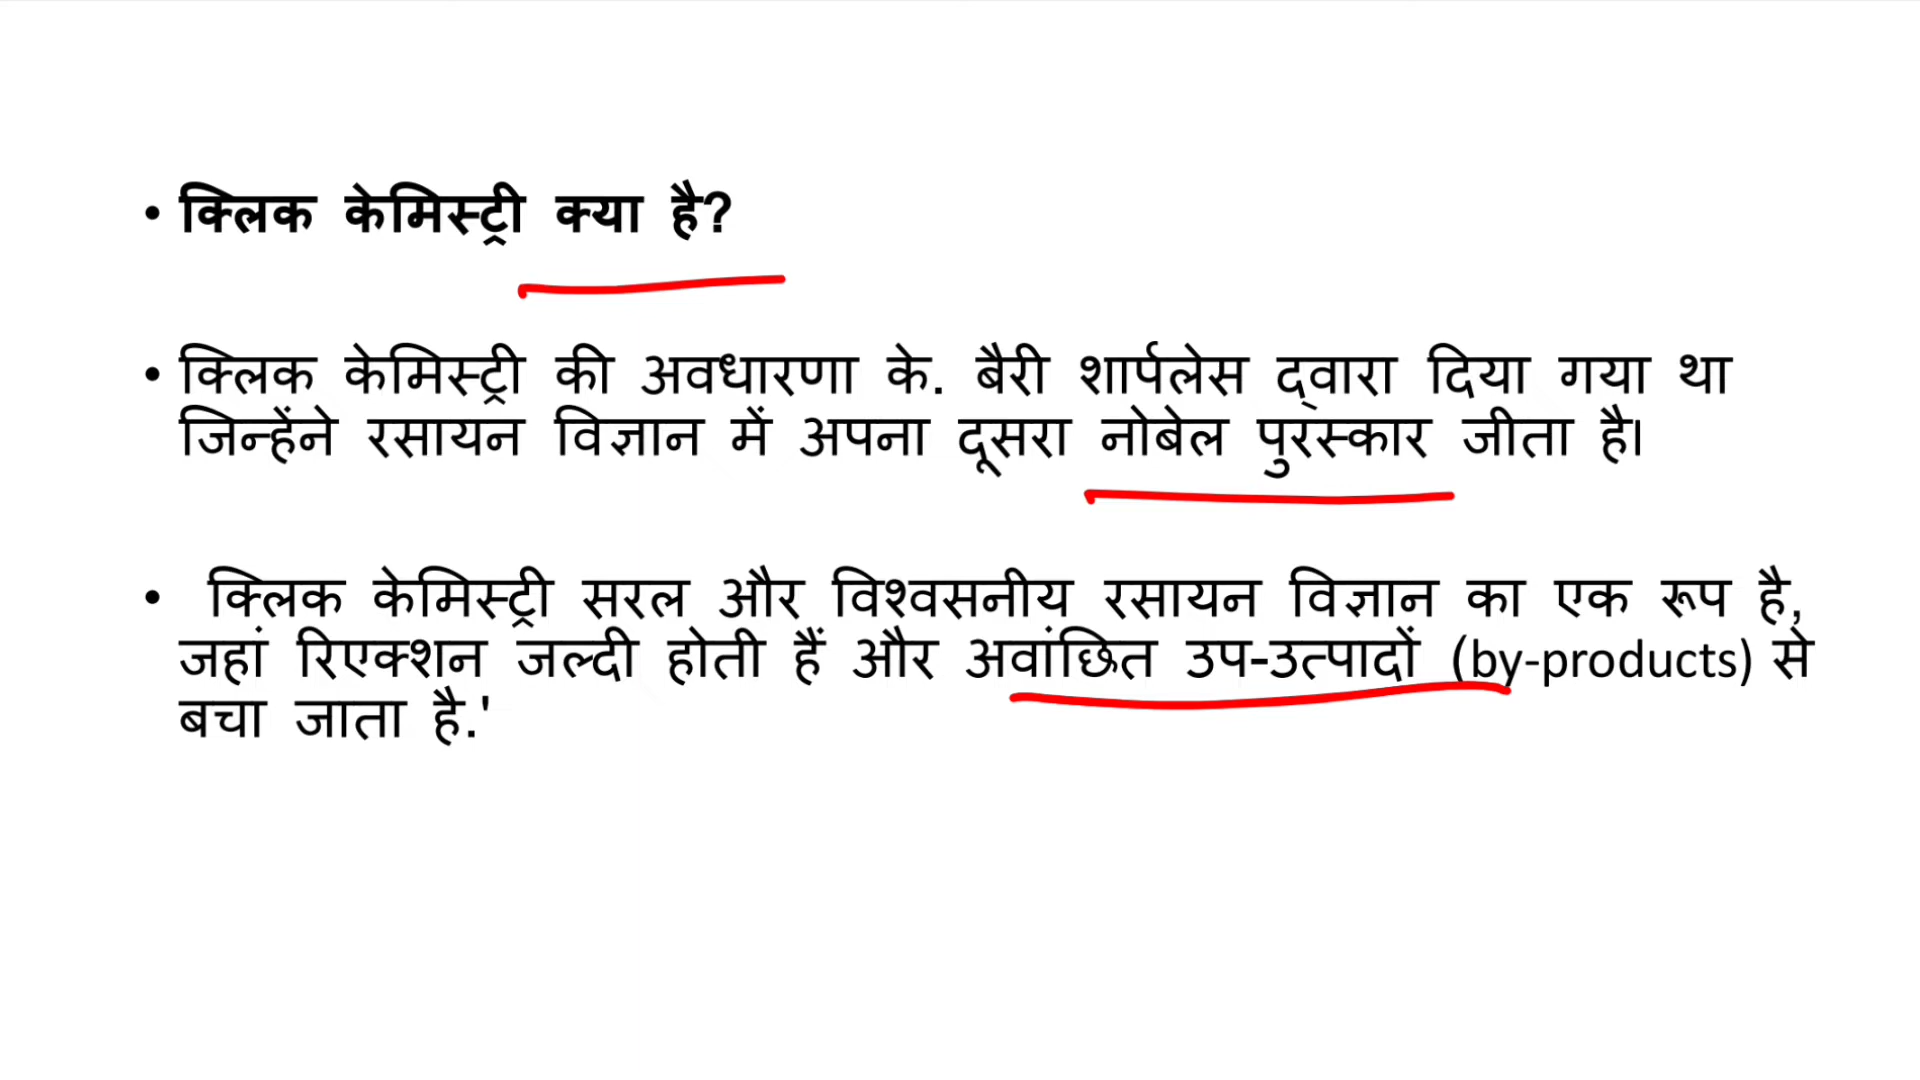 • क्लिक केमिस्ट्री क्या है?
• क्लिक केमिस्ट्री की अवधारणा के. बैरी शार्पलेस द्वारा दिया गया था
जिन्हेंने रसायन विज्ञान में अपना दूसरा नोबेल पुरस्कार जीता है।
• क्लिक केमिस्ट्री सरल और विश्वसनीय रसायन विज्ञान का एक रूप है,
जहां रिएक्शन जल्दी होती हैं और अवांछित उप-उत्पादों (by-products) से
बचा जाता है.'